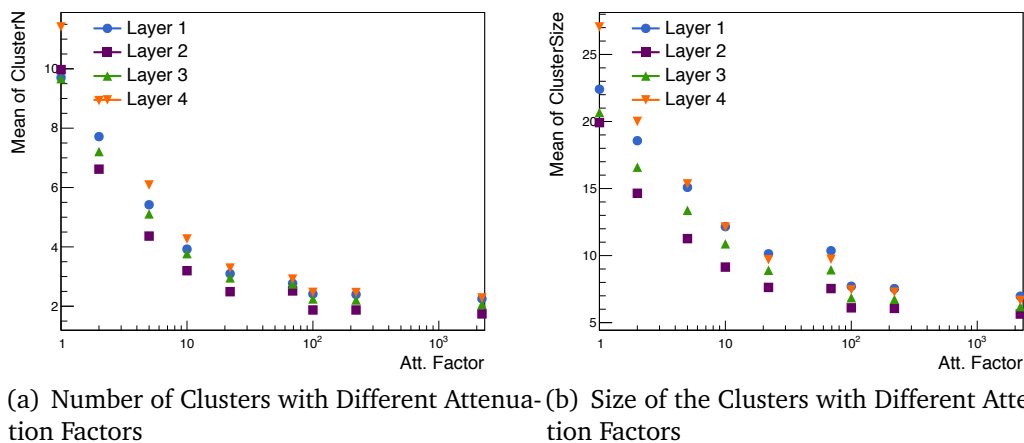 Mean of ClusterN
10
8
6
4
2
Layer 1
Layer 2
Layer 3
Layer 4
1
10
10²
10³
Att. Factor
Mean of ClusterSize
25
20
15
10
5
Layer 1
Layer 2
Layer 3
Layer 4
1
10
10²
10³
Att. Factor
(a) Number of Clusters with Different Attenua-
tion Factors
(b) Size of the Clusters with Different Atte
tion Factors